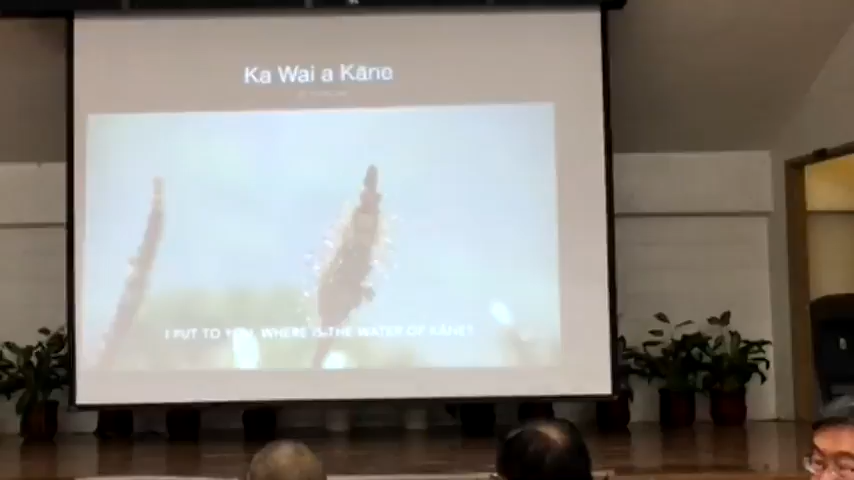 Ka Wai a Kāne
I PUT TO YOU, WHERE IS THE WATER OF KĀNE?